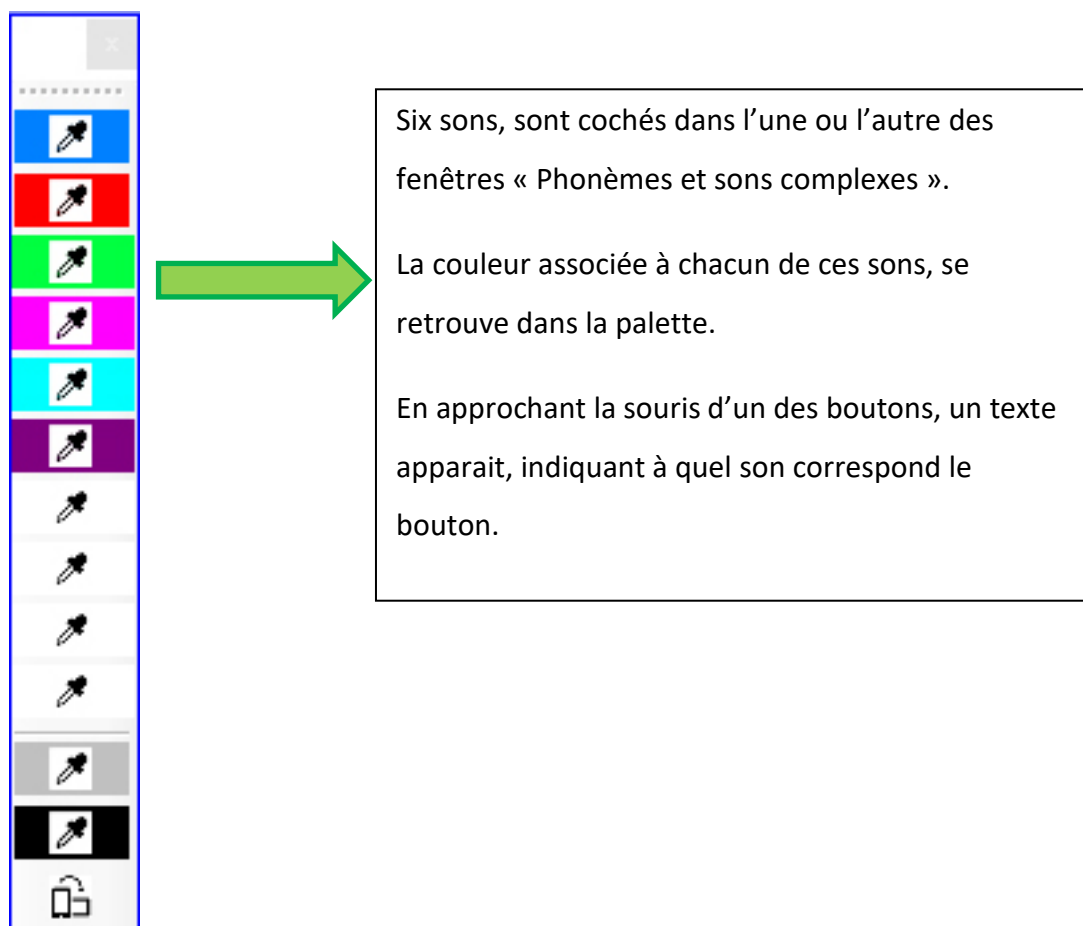 x
Six sons, sont cochés dans l’une ou l’autre des
fenêtres « Phonèmes et sons complexes ».
La couleur associée à chacun de ces sons, se
retrouve dans la palette.
En approchant la souris d’un des boutons, un texte
apparait, indiquant à quel son correspond le
bouton.